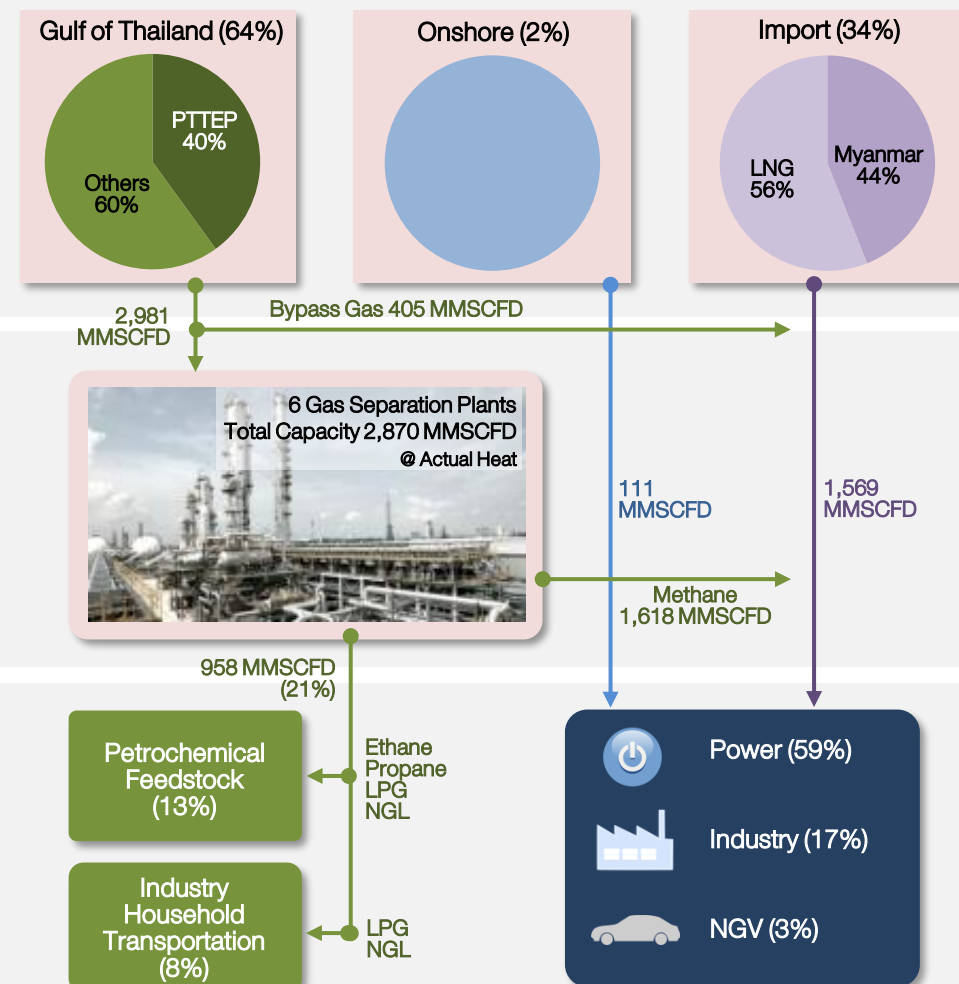 Gulf of Thailand (64%)
PTTEP
40%
Others
60%
Onshore (2%)
Import (34%)
LNG
56%
Myanmar
44%
2,981
MMSCFD
Bypass Gas 405 MMSCFD
6 Gas Separation Plants
Total Capacity 2,870 MMSCFD
@ Actual Heat
111
MMSCFD
1,569
MMSCFD
Methane
1,618 MMSCFD
958 MMSCFD
(21%)
Petrochemical
Feedstock
(13%)
Ethane
Propane
LPG
NGL
Industry
Household
Transportation
(8%)
LPG
NGL
Power (59%)
Industry (17%)
NGV (3%)